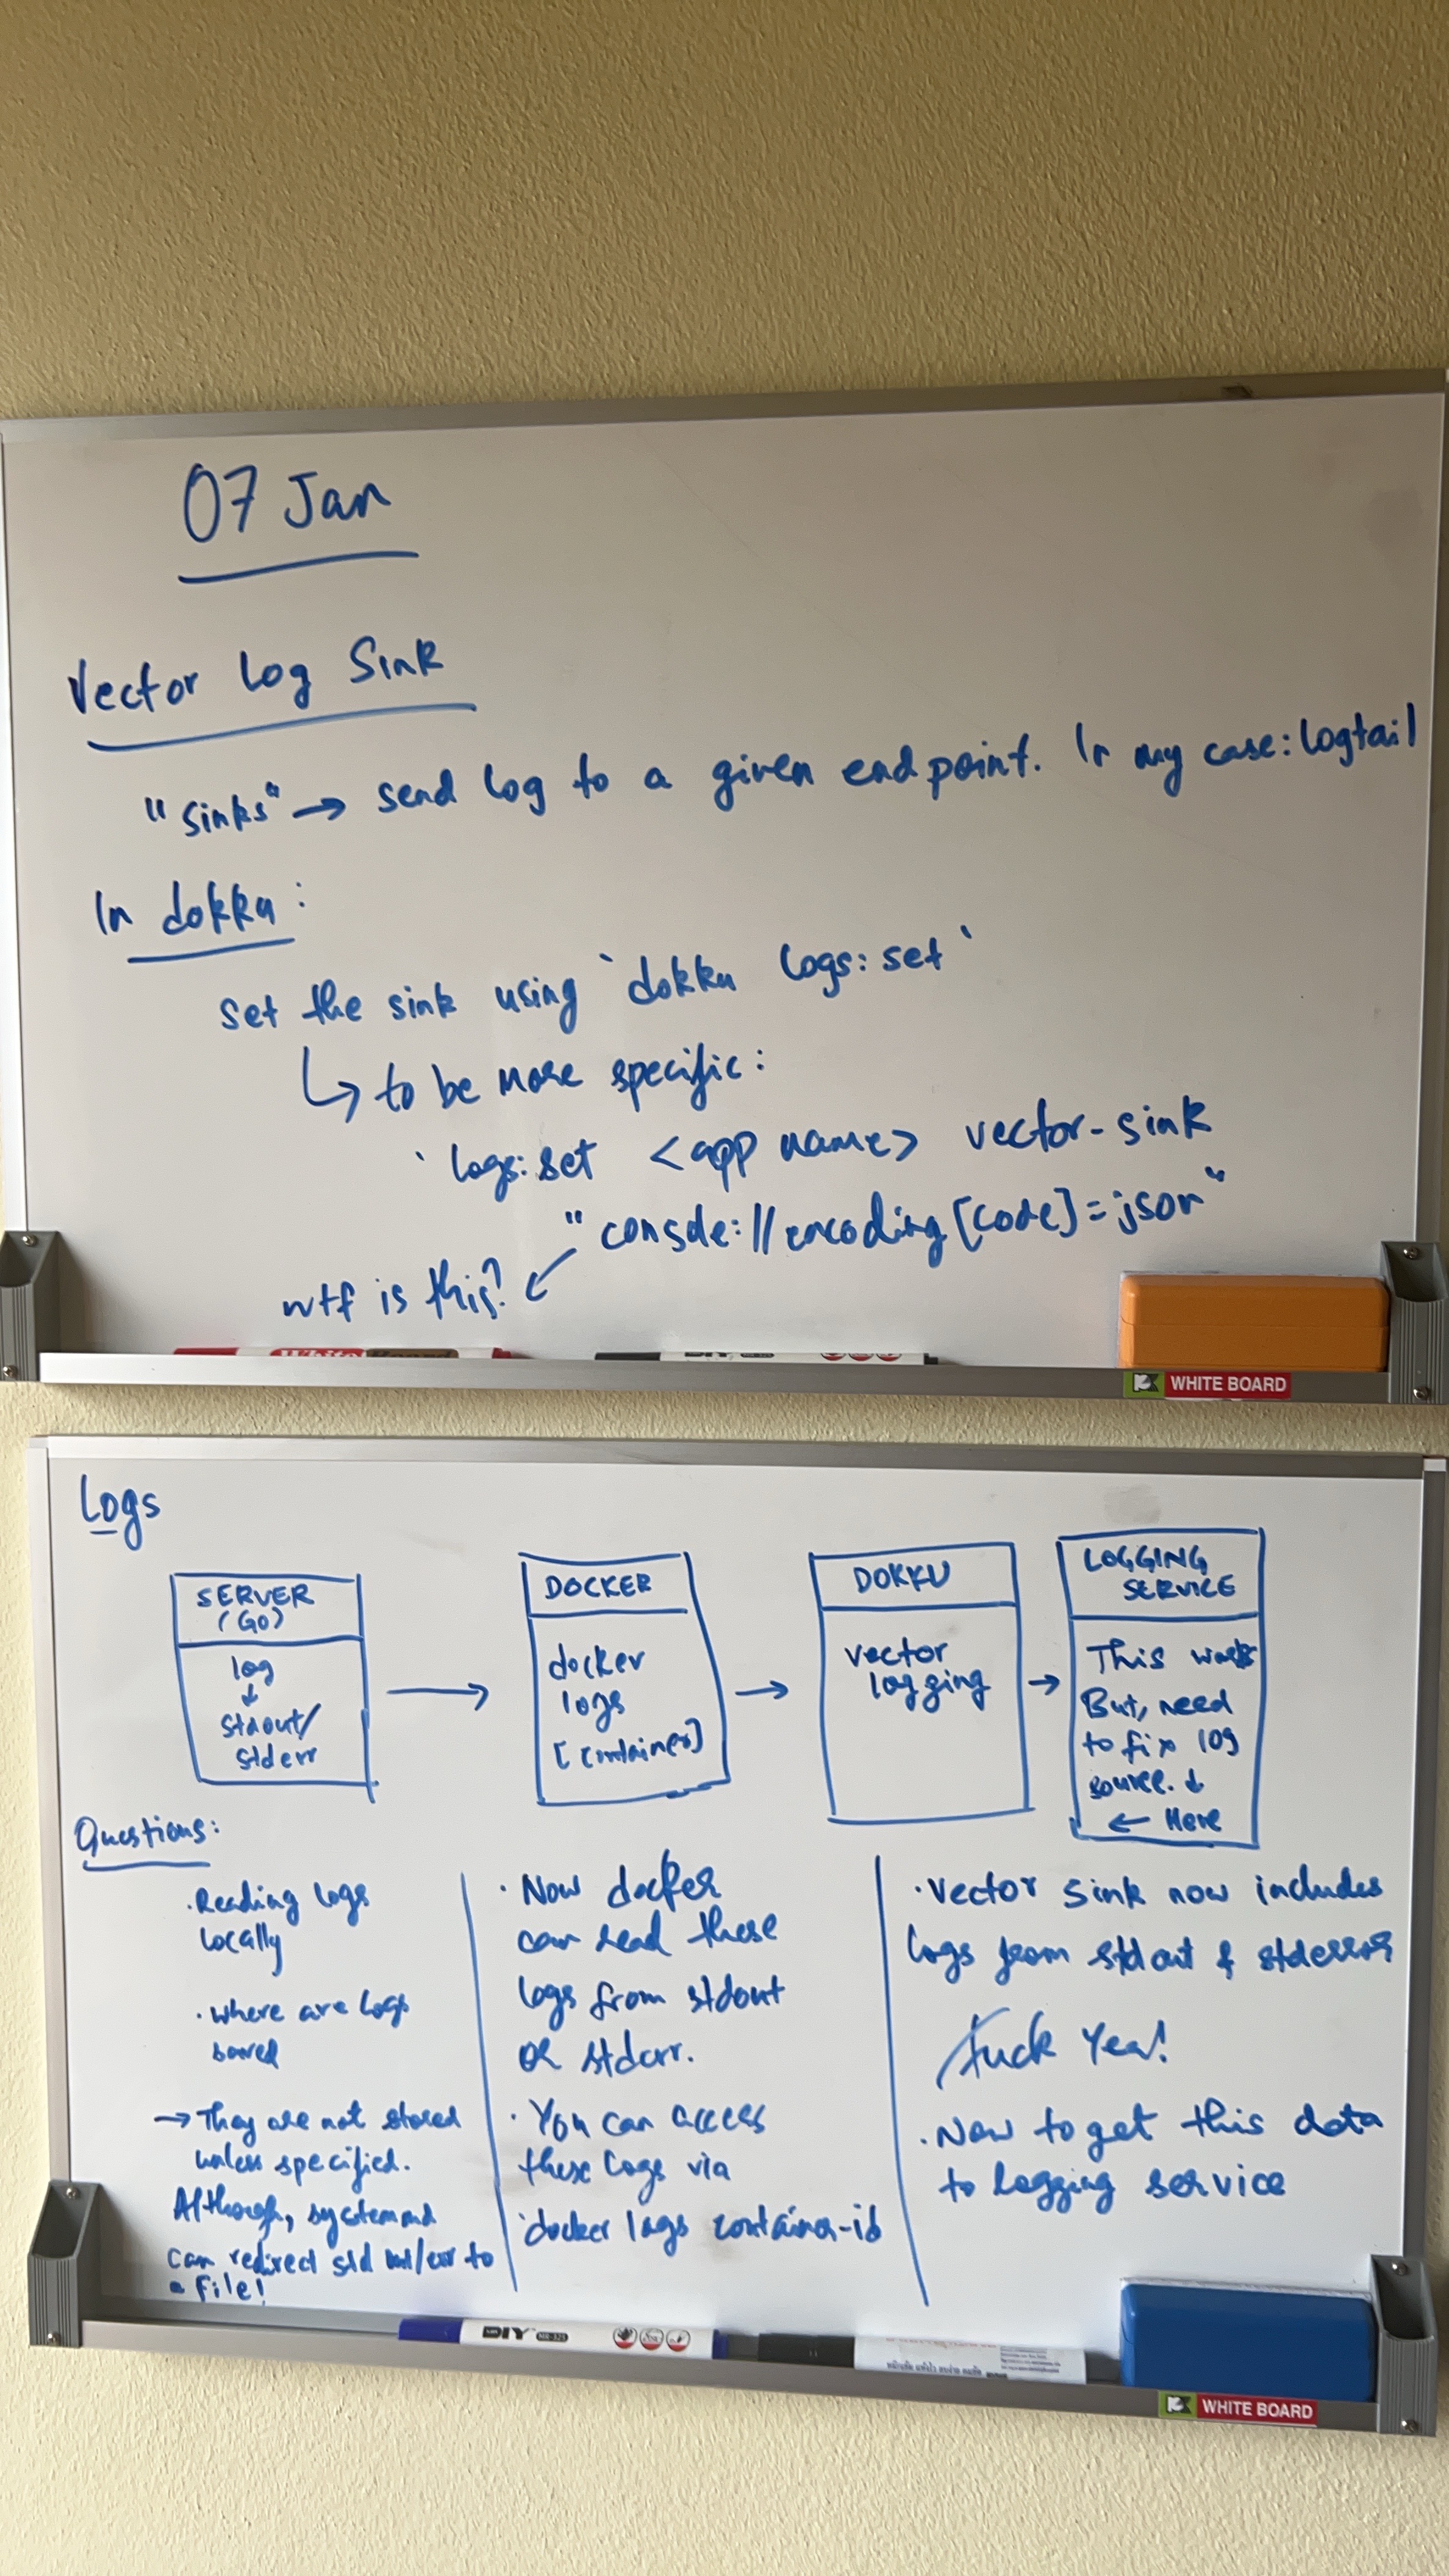 07 Jan
Vector Log Sink
"Sinks" → send log to a given endpoint. In my case: logtail
In dokku:
Set the sink using `dokku logs:set`
↳ to be more specific:
` logs:set <app name> vector-sink
"console://encoding[code]=json"
wtf is this? ↙
WHITE BOARD
Logs
SERVER
(GO)
log
↓
stdout/
stderr
→
DOCKER
docker
logs
[container]
→
DOKKU
vector
logging
→
LOGGING
SERVICE
This works
But, need
to fix log
source. ↓
← Here
Questions:
· Reading logs
locally
· where are logs
saved
→ They are not stored
unless specified.
Although, systemd
can redirect std out/err to
a file!
· Now docker
can read these
logs from stdout
or stderr.
· You can access
these logs via
`docker logs container-id
· Vector sink now includes
logs from stdout & stderror
fuck Yea!
· Now to get this data
to logging service
DIY
WHITE BOARD